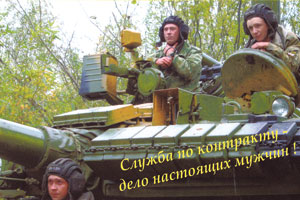 Служба по контракту
дело настоящих мужчин !